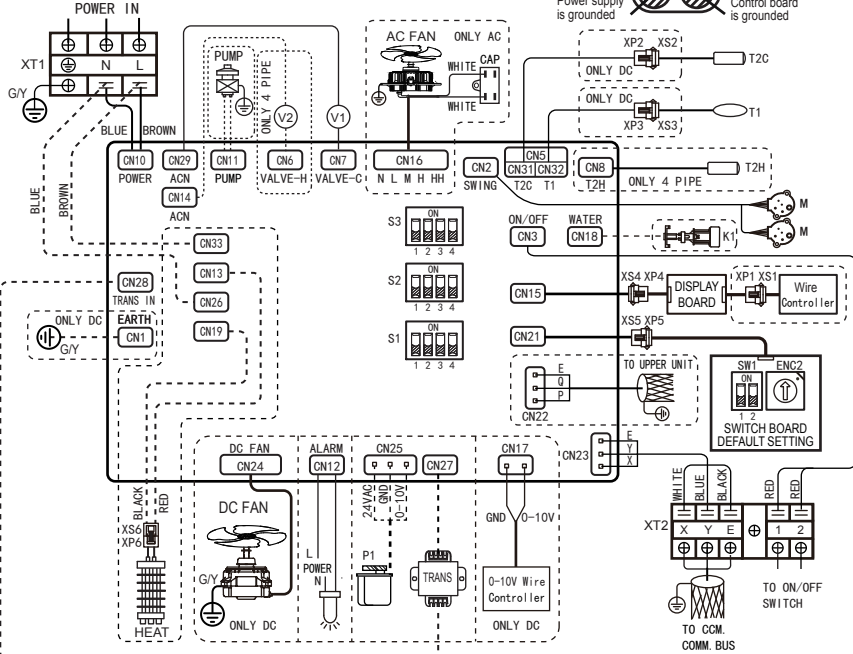 POWER IN
Power supply
is grounded
Control board
is grounded
XT1
N
L
G/Y
BLUE
BROWN
BLUE
BROWN
PUMP
ONLY 4 PIPE
V2
V1
AC FAN
ONLY AC
CAP
WHITE
WHITE
XP2 XS2
ONLY DC
T2C
ONLY DC
XP3 XS3
T1
CN10
POWER
CN29
ACN
CN14
ACN
CN11
PUMP
CN6
VALVE-H
CN7
VALVE-C
CN16
N L M H HH
CN2
SWING
CN5
CN31
CN32
T2C
T1
CN8
T2H
T2H
ONLY 4 PIPE
M
M
S3
ON
1 2 3 4
S2
ON
1 2 3 4
S1
ON
1 2 3 4
ON/OFF
CN3
WATER
CN18
K1
CN33
CN13
CN26
CN19
CN28
TRANS IN
ONLY DC
EARTH
CN1
G/Y
CN15
XS4 XP4
DISPLAY
BOARD
XP1 XS1
Wire
Controller
CN21
XS5 XP5
TO UPPER UNIT
E
Q
P
CN22
SW1
ENC2
ON
1 2
SWITCH BOARD
DEFAULT SETTING
CN23
E
Y
X
DC FAN
CN24
ALARM
CN12
CN25
CN27
CN17
24VAC
GND
0-10V
GND
0-10V
BLACK
RED
XS6
XP6
HEAT
DC FAN
G/Y
ONLY DC
L
POWER
N
P1
TRANS
0-10V Wire
Controller
ONLY DC
WHITE
BLUE
BLACK
RED
RED
XT2
X
Y
E
1
2
TO ON/OFF
SWITCH
TO CCM.
COMM. BUS